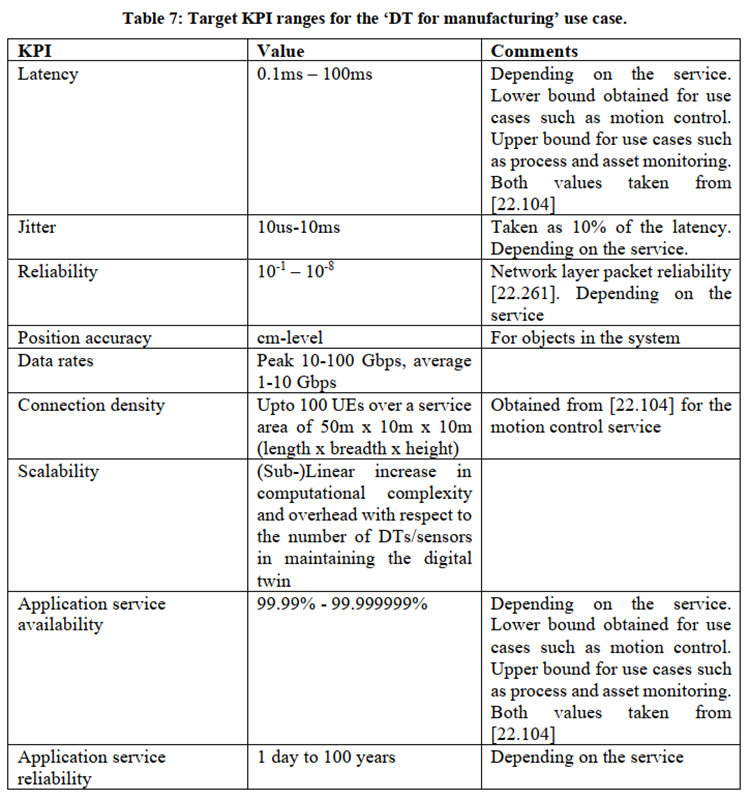 Table 7: Target KPI ranges for the ‘DT for manufacturing’ use case.
KPI Value Comments
Latency 0.1ms – 100ms Depending on the service.
Lower bound obtained for use
cases such as motion control.
Upper bound for use cases such
as process and asset monitoring.
Both values taken from
[22.104]
Jitter 10us-10ms Taken as 10% of the latency.
Depending on the service.
Reliability 10-1 – 10-8 Network layer packet reliability
[22.261]. Depending on the
service
Position accuracy cm-level For objects in the system
Data rates Peak 10-100 Gbps, average
1-10 Gbps
Connection density Upto 100 UEs over a service Obtained from [22.104] for the
area of 50m x 10m x 10m motion control service
(length x breadth x height)
Scalability (Sub-)Linear increase in
computational complexity
and overhead with respect to
the number of DTs/sensors
in maintaining the digital
twin
Application service 99.99% - 99.999999% Depending on the service.
availability Lower bound obtained for use
cases such as motion control.
Upper bound for use cases such
as process and asset monitoring.
Both values taken from
[22.104]
Application service 1 day to 100 years Depending on the service
reliability